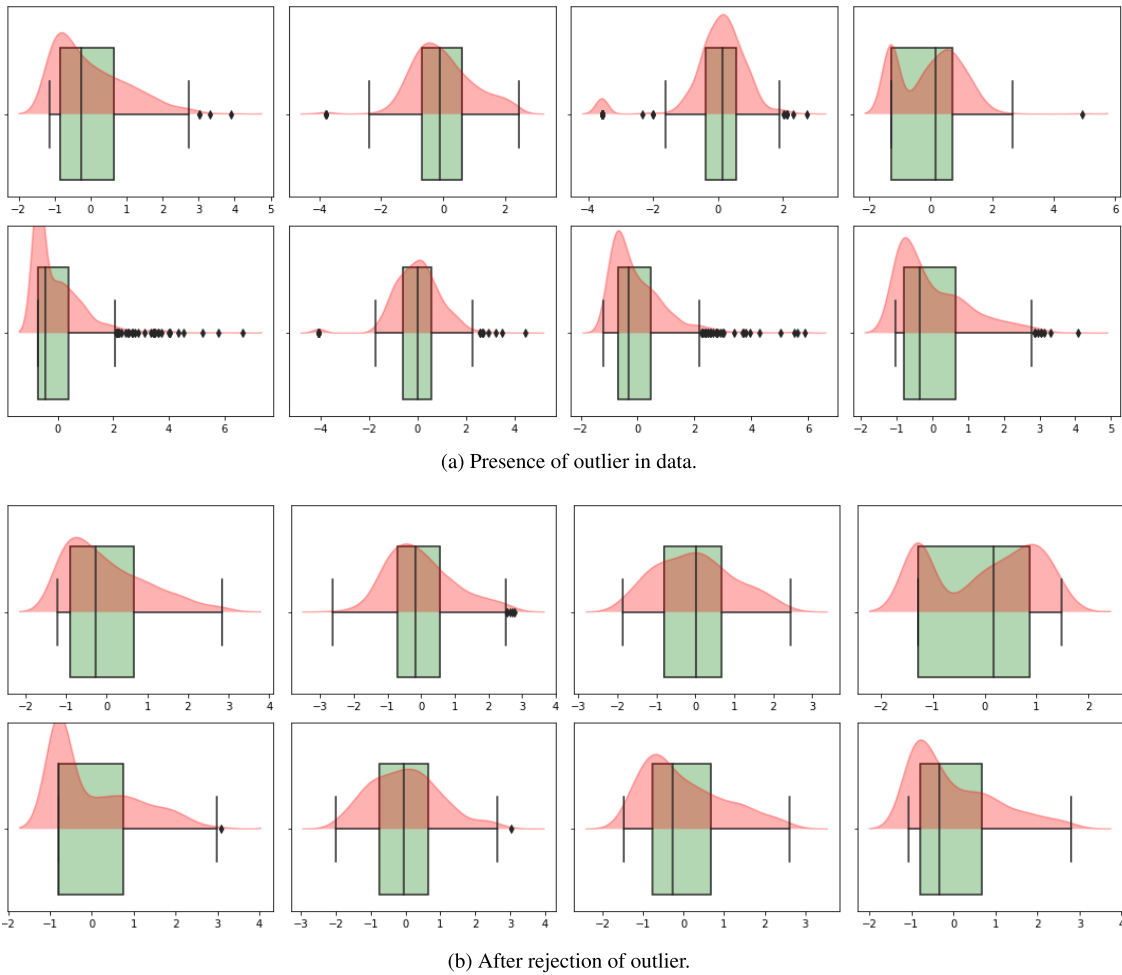 −2 −1 0 1 2 3 4 5
−4 −2 0 2
−4 −2 0 2
−2 0 2 4 6
0 2 4 6
−4 −2 0 2 4
−2 −1 0 1 2 3 4 5 6
−2 −1 0 1 2 3 4 5
(a) Presence of outlier in data.
−2 −1 0 1 2 3 4
−3 −2 −1 0 1 2 3 4
−3 −2 −1 0 1 2 3
−2 −1 0 1 2
−2 −1 0 1 2 3 4
−3 −2 −1 0 1 2 3 4
−2 −1 0 1 2 3
−2 −1 0 1 2 3 4
(b) After rejection of outlier.